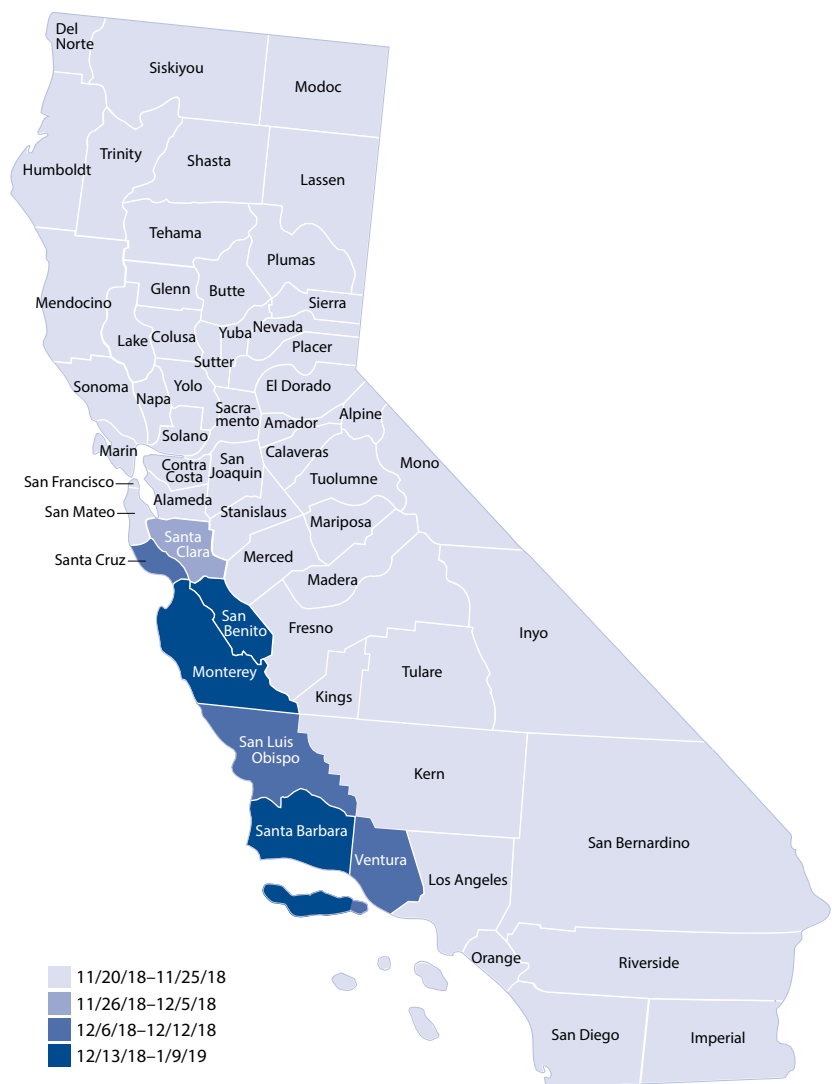 Del
Norte
Siskiyou
Modoc
Humboldt
Trinity
Shasta
Lassen
Tehama
Plumas
Mendocino
Glenn
Butte
Sierra
Lake
Colusa
Yuba
Nevada
Sutter
Placer
Sonoma
Napa
Yolo
El Dorado
Sacra-
mento
Amador
Alpine
Solano
Marin
Contra
Costa
San
Joaquin
Calaveras
Tuolumne
Mono
San Francisco
Alameda
San Mateo
Stanislaus
Mariposa
Santa
Clara
Santa Cruz
Merced
Madera
San
Benito
Fresno
Inyo
Monterey
Kings
Tulare
San Luis
Obispo
Kern
Santa Barbara
Ventura
Los Angeles
San Bernardino
Orange
Riverside
San Diego
Imperial
11/20/18–11/25/18
11/26/18–12/5/18
12/6/18–12/12/18
12/13/18–1/9/19